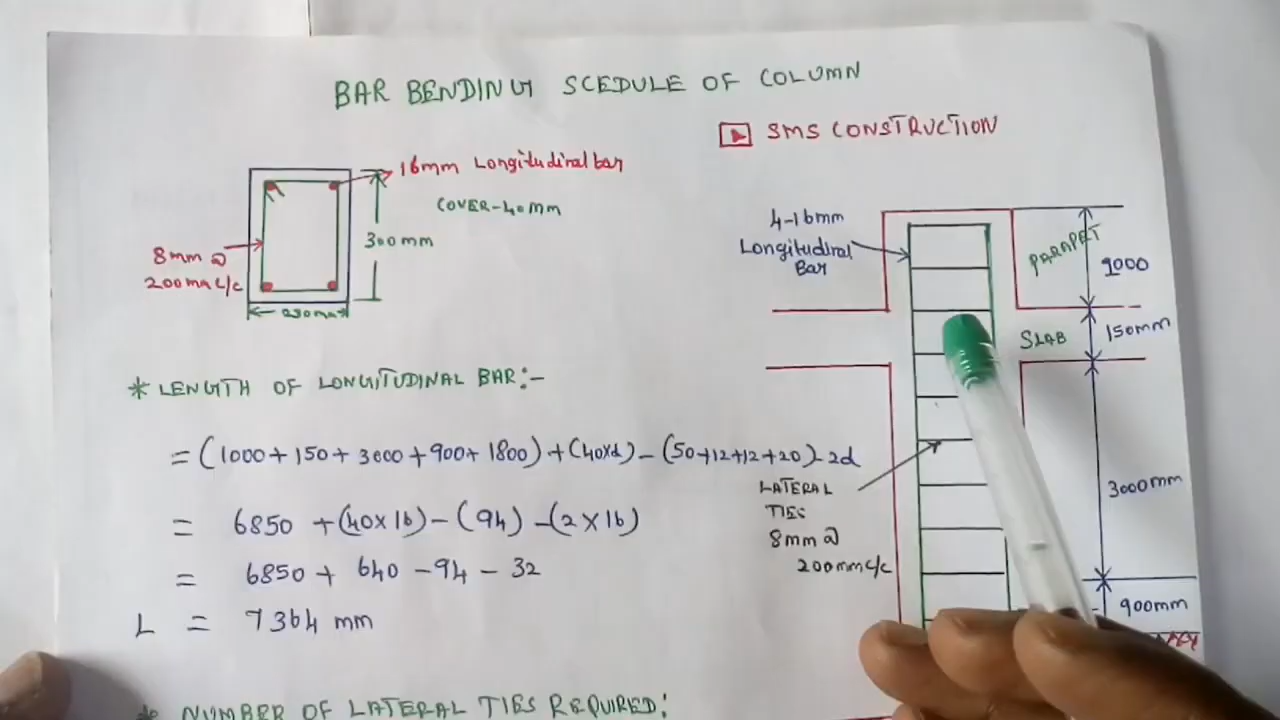 BAR BENDING SCEDULE OF COLUMN
SMS CONSTRUCTION
16mm Longitudinal bar
COVER-40mm
300mm
8mm @
200mm c/c
230mm
4-16mm
Longitudinal
Bar
PARAPET
1000
SLAB
150mm
* LENGTH OF LONGITUDINAL BAR:-
= (1000+150+3000+900+1800)+(40xd)-(50+12+12+20)-2d
= 6850 +(40x16)-(94)-(2x16)
= 6850 + 640 -94 - 32
L = 7364 mm
LATERAL
TIES
8mm @
200mm c/c
3000mm
900mm
* NUMBER OF LATERAL TIES REQUIRED: